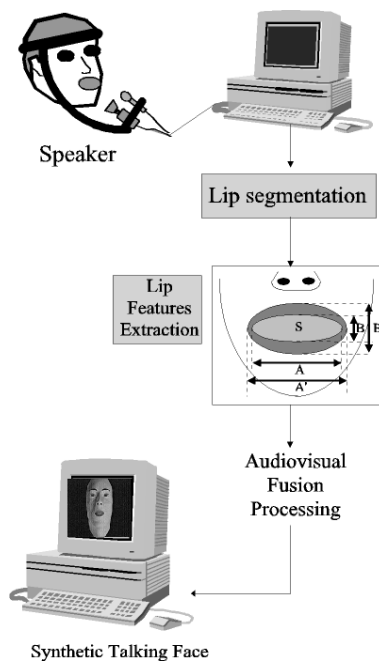 Speaker
Lip segmentation
Lip
Features
Extraction
S
B
B
A
A'
Audiovisual
Fusion
Processing
Synthetic Talking Face